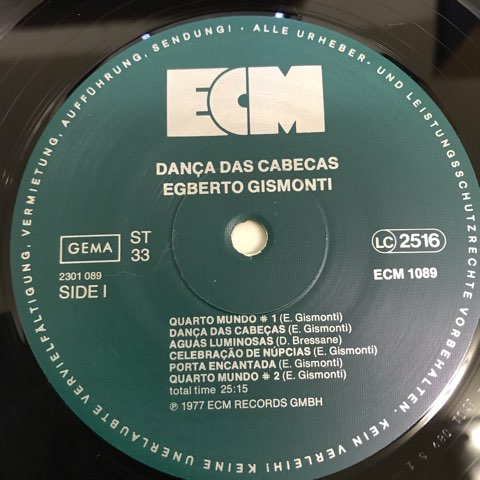 ALLE URHEBER- UND LEISTUNGSSCHUTZRECHTE VORBEHALTEN. KEIN VERLEIH! KEINE UNERLAUBTE VERVIELFÄLTIGUNG, VERMIETUNG, AUFFÜHRUNG, SENDUNG! ·
ECM
DANÇA DAS CABECAS
EGBERTO GISMONTI
GEMA
ST
33
LC 2516
2301 089
SIDE I
ECM 1089
QUARTO MUNDO # 1 (E. Gismonti)
DANÇA DAS CABEÇAS (E. Gismonti)
AGUAS LUMINOSAS (D. Bressane)
CELEBRAÇÃO DE NÚPCIAS (E. Gismonti)
PORTA ENCANTADA (E. Gismonti)
QUARTO MUNDO # 2 (E. Gismonti)
total time 25:15
℗ 1977 ECM RECORDS GMBH